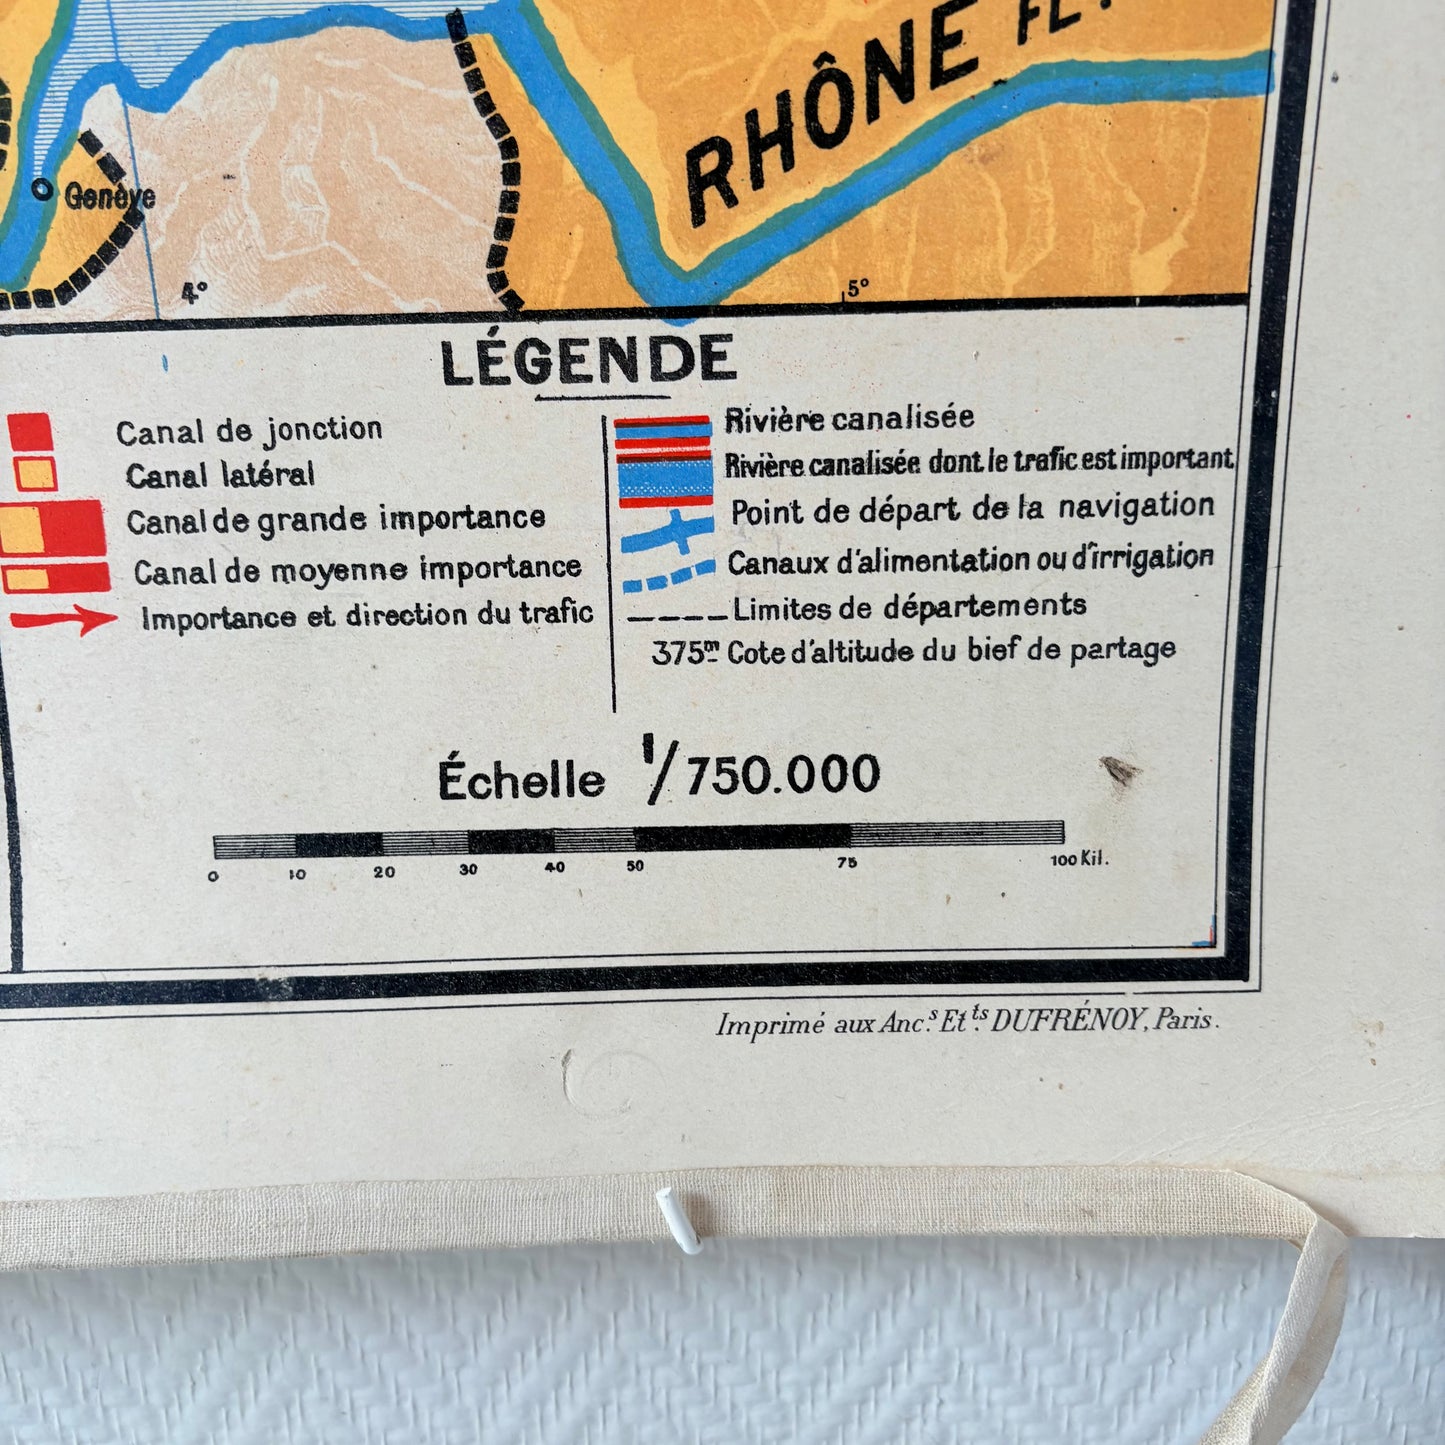 RHÔNE FL.
Genève
4°
5°
LÉGENDE
Canal de jonction
Canal latéral
Canal de grande importance
Canal de moyenne importance
Importance et direction du trafic
Rivière canalisée
Rivière canalisée dont le trafic est important
Point de départ de la navigation
Canaux d'alimentation ou d'irrigation
Limites de départements
375m Cote d'altitude du bief de partage
Échelle 1/750.000
0 10 20 30 40 50 75 100 Kil.
Imprimé aux Anc.s Et.ts DUFRÉNOY, Paris.